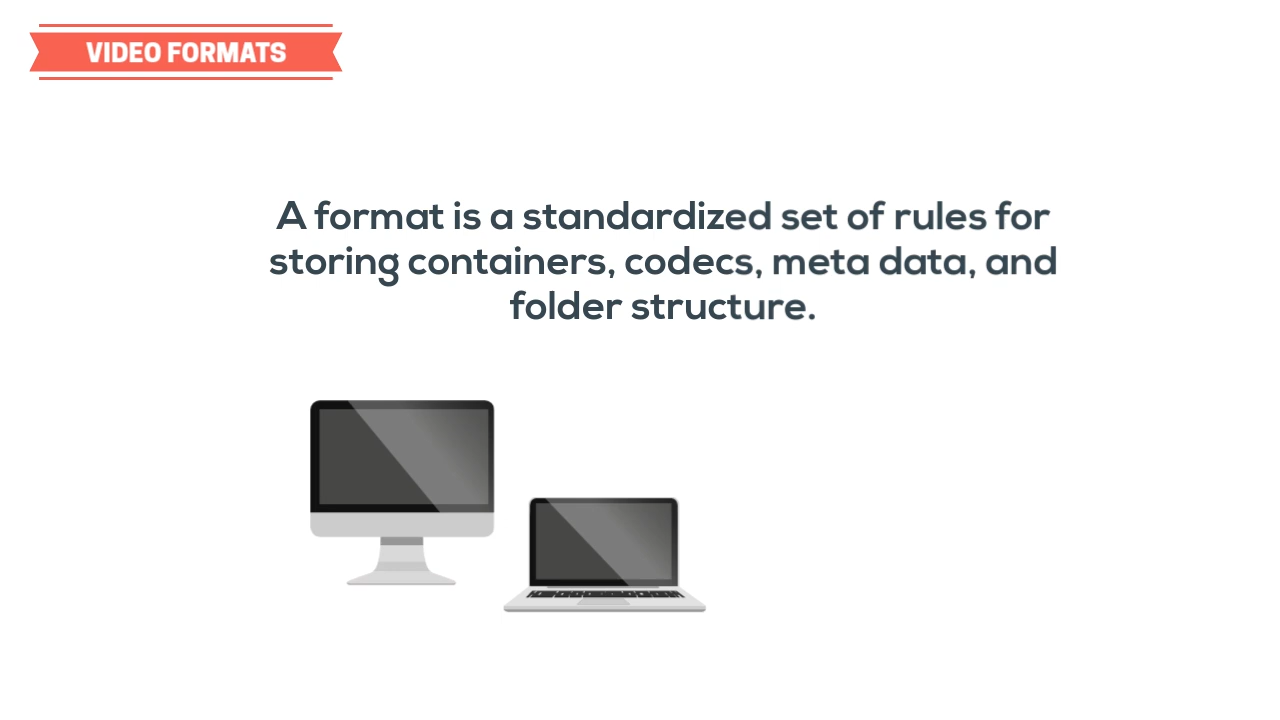 VIDEO FORMATS
A format is a standardized set of rules for
storing containers, codecs, meta data, and
folder structure.